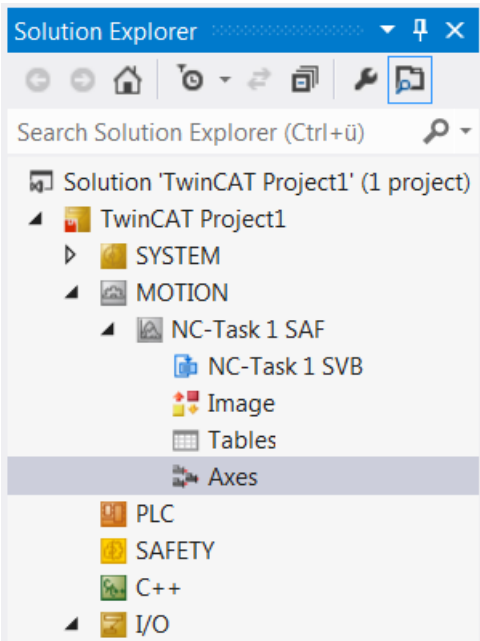 Solution Explorer
Search Solution Explorer (Ctrl+ü)
Solution 'TwinCAT Project1' (1 project)
TwinCAT Project1
SYSTEM
MOTION
NC-Task 1 SAF
NC-Task 1 SVB
Image
Tables
Axes
PLC
SAFETY
C++
I/O